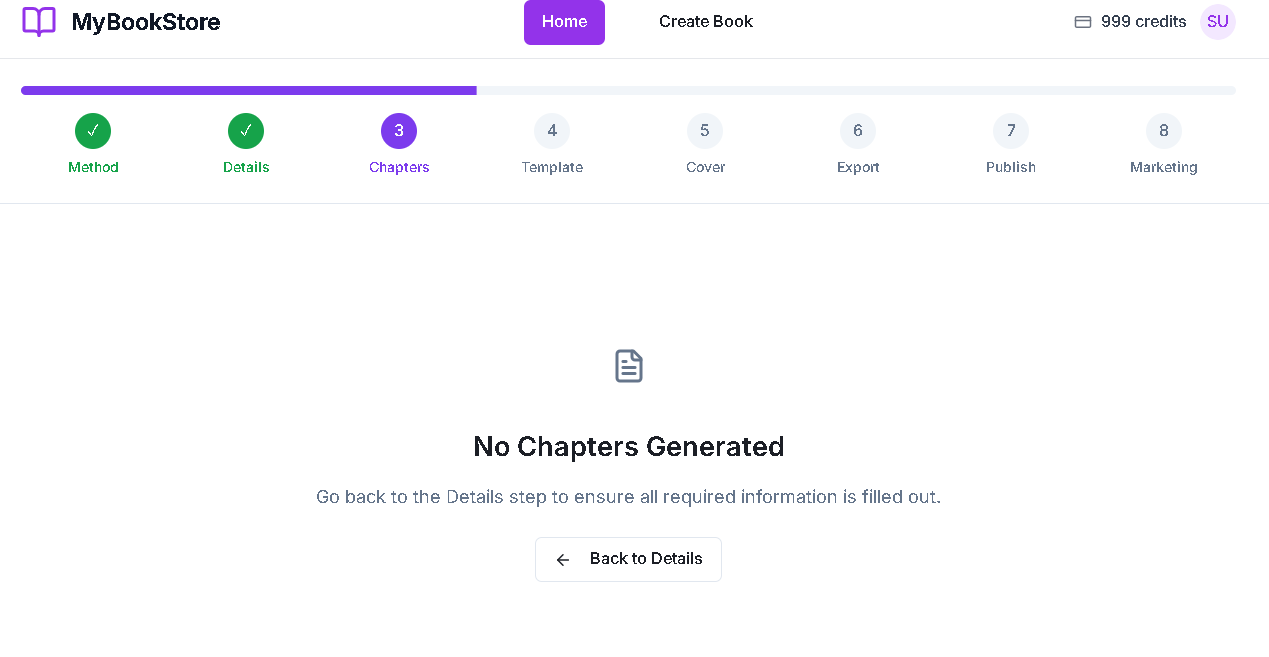 MyBookStore
Home
Create Book
999 credits
SU
✓
✓
3
4
5
6
7
8
Method
Details
Chapters
Template
Cover
Export
Publish
Marketing
No Chapters Generated
Go back to the Details step to ensure all required information is filled out.
← Back to Details